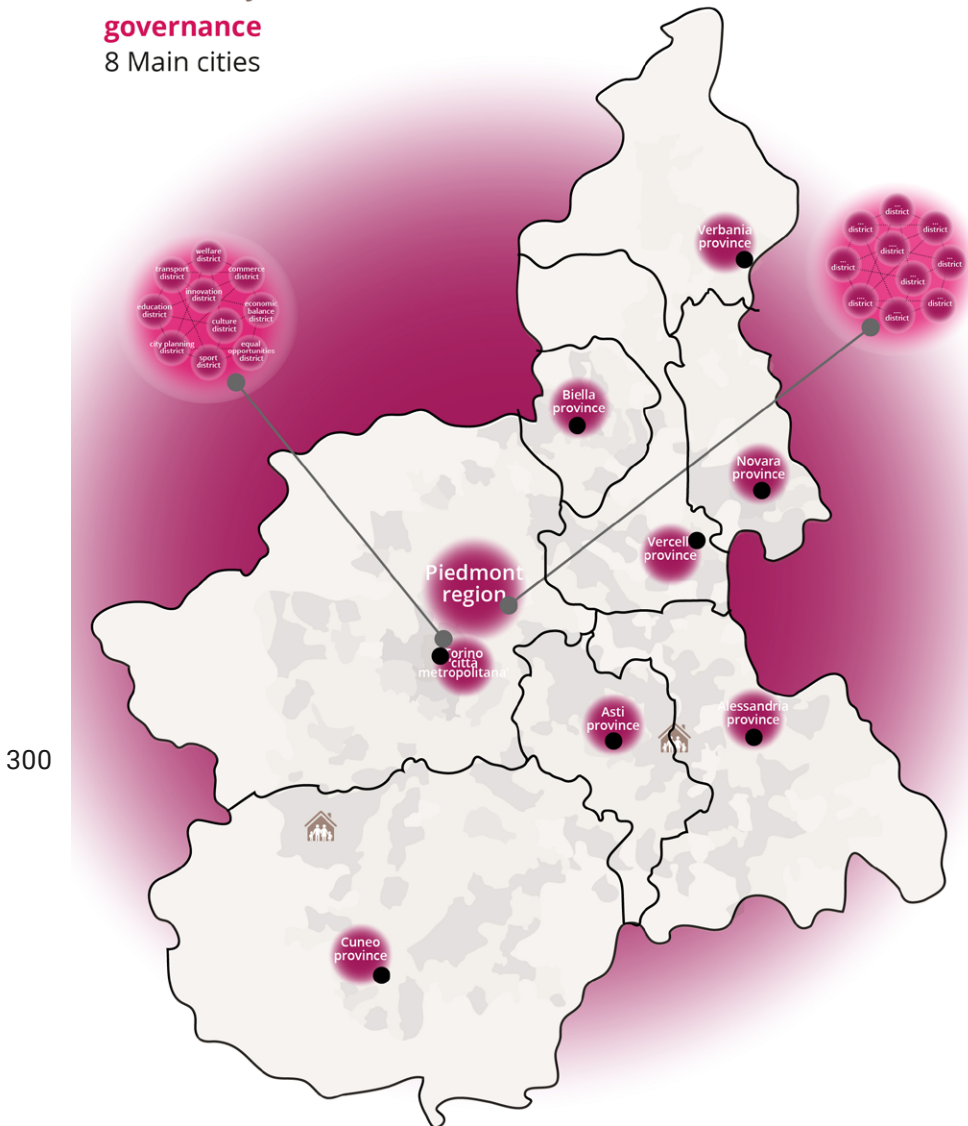 governance
8 Main cities
welfare
district
transport
district
commerce
district
innovation
district
education
district
economic
balance
district
culture
district
city planning
district
equal
opportunities
district
sport
district
...
district
...
district
...
district
....
district
...
district
...
district
...
district
....
district
...
district
....
district
Verbania
province
Biella
province
Novara
province
Vercelli
province
Piedmont
region
Torino
'città
metropolitana'
Asti
province
Alessandria
province
300
Cuneo
province